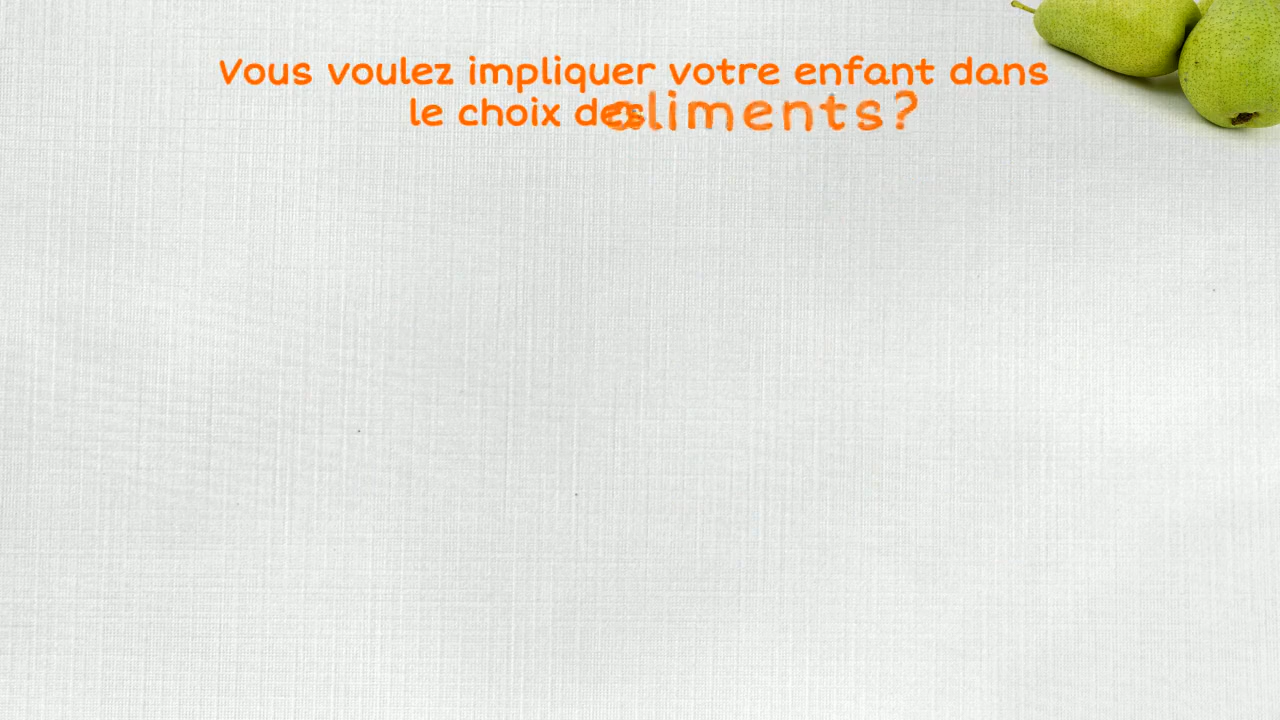 Vous voulez impliquer votre enfant dans
le choix des aliments?